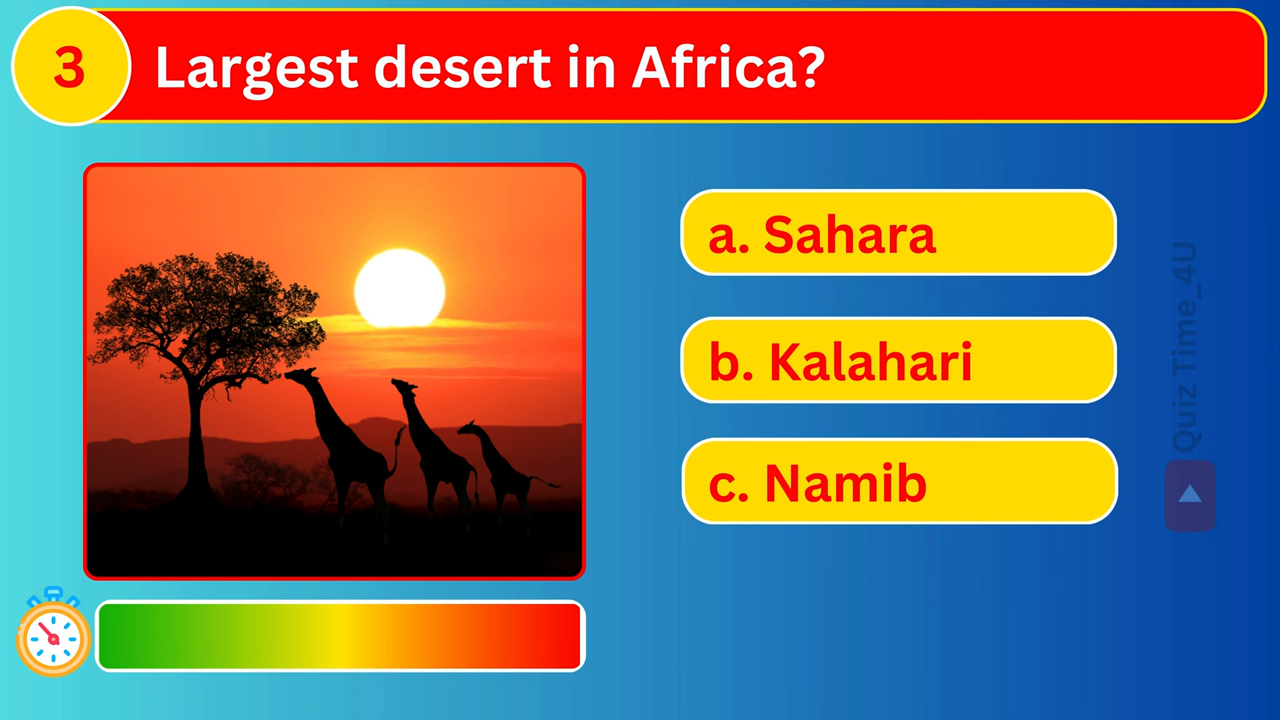 3
Largest desert in Africa?
a. Sahara
b. Kalahari
c. Namib
Quiz Time_4U